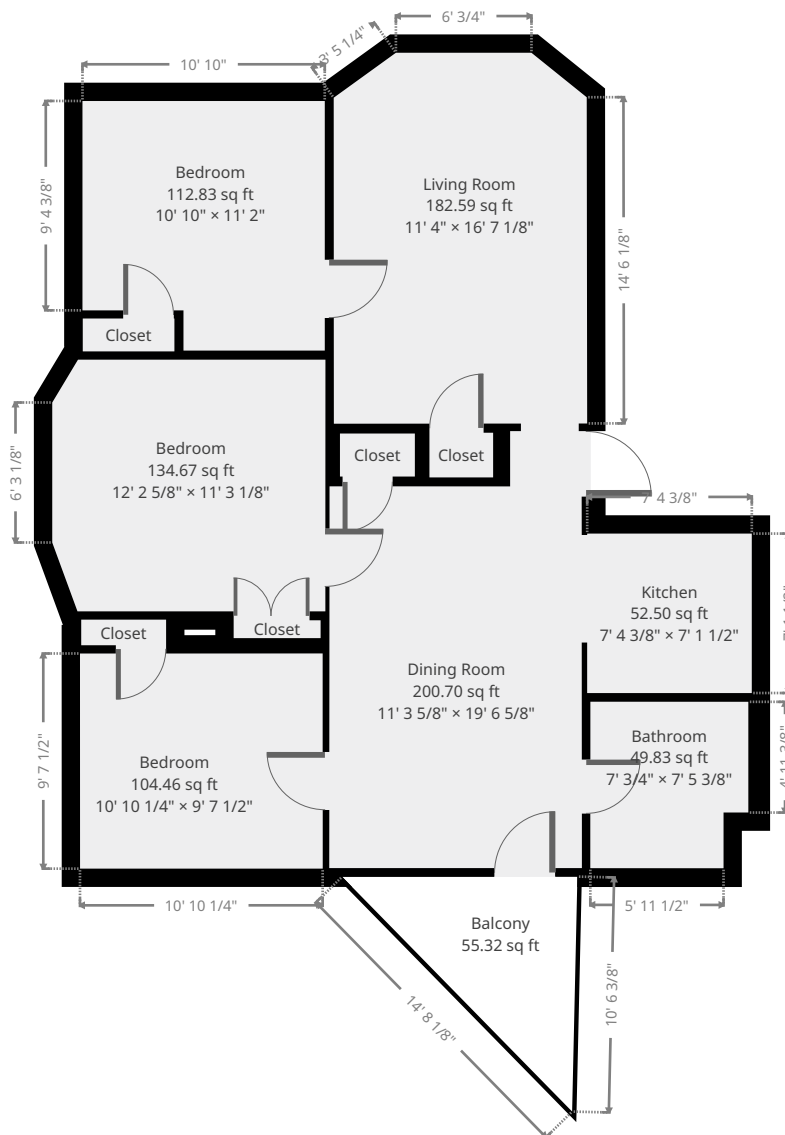 6' 3/4"
3' 5 1/4"
10' 10"
9' 4 3/8"
Bedroom
112.83 sq ft
10' 10" × 11' 2"
Living Room
182.59 sq ft
11' 4" × 16' 7 1/8"
14' 6 1/8"
Closet
Bedroom
134.67 sq ft
12' 2 5/8" × 11' 3 1/8"
6' 3 1/8"
Closet
Closet
7' 4 3/8"
Kitchen
52.50 sq ft
7' 4 3/8" × 7' 1 1/2"
Closet
Closet
Dining Room
200.70 sq ft
11' 3 5/8" × 19' 6 5/8"
Bathroom
49.83 sq ft
7' 3/4" × 7' 5 3/8"
4' 11 3/8"
Bedroom
104.46 sq ft
10' 10 1/4" × 9' 7 1/2"
9' 7 1/2"
10' 10 1/4"
5' 11 1/2"
Balcony
55.32 sq ft
14' 8 1/8"
10' 6 3/8"